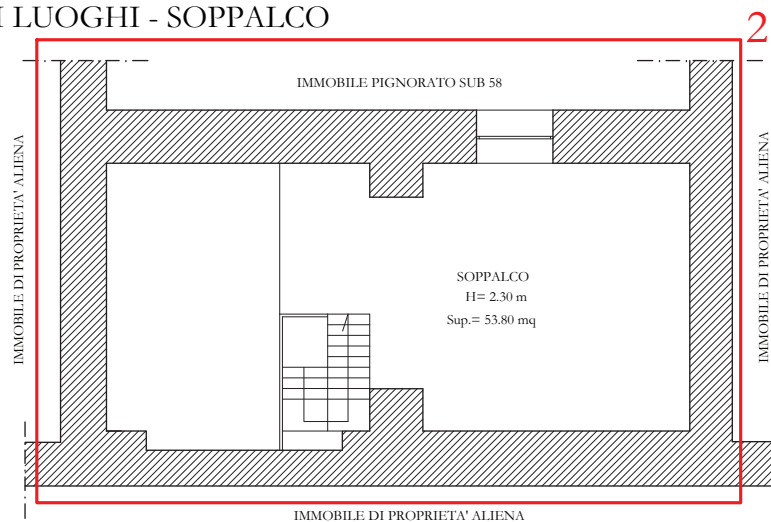 I LUOGHI - SOPPALCO
2
IMMOBILE PIGNORATO SUB 58
IMMOBILE DI PROPRIETA' ALIENA
IMMOBILE DI PROPRIETA' ALIENA
SOPPALCO
H= 2.30 m
Sup.= 53.80 mq
IMMOBILE DI PROPRIETA' ALIENA